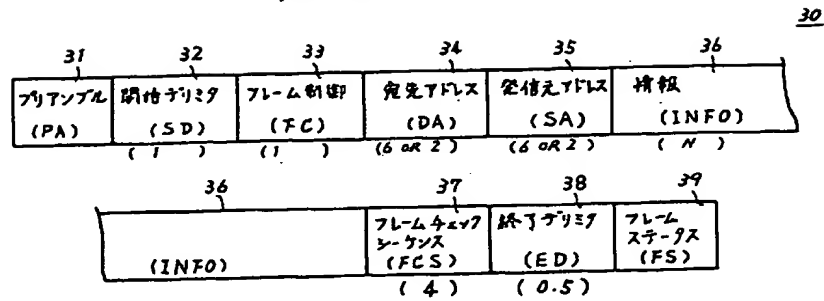 30
31 32 33 34 35 36
プリアンブル 開始デリミタ フレーム制御 宛先アドレス 発信元アドレス 情報
(PA) (SD) (FC) (DA) (SA) (INFO)
(1) (1) (6 OR 2) (6 OR 2) (N)
36 37 38 39
フレームチェック 終了デリミタ フレーム
シーケンス ステータス
(INFO) (FCS) (ED) (FS)
(4) (0.5)